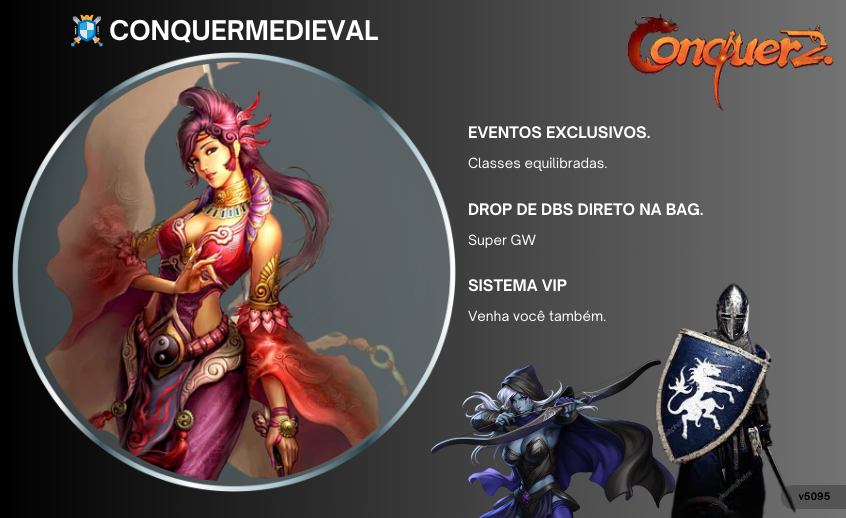 CONQUERMEDIEVAL
Conquer2.
EVENTOS EXCLUSIVOS.
Classes equilibradas.
DROP DE DBS DIRETO NA BAG.
Super GW
SISTEMA VIP
Venha você também.
v5095